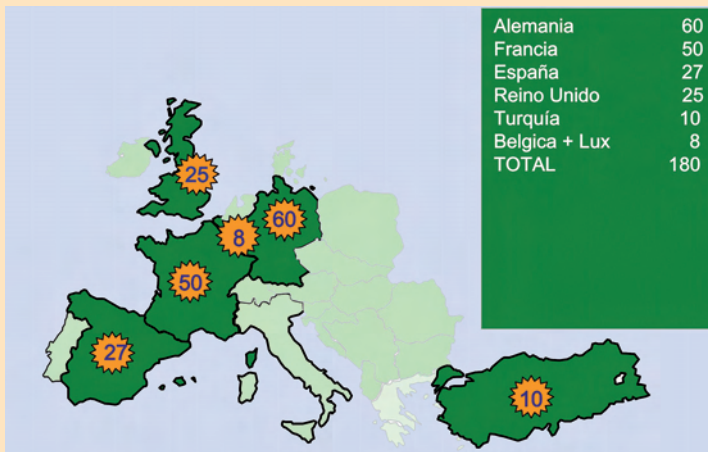 Alemania 60
Francia 50
España 27
Reino Unido 25
Turquía 10
Belgica + Lux 8
TOTAL 180
25
60
8
50
27
10